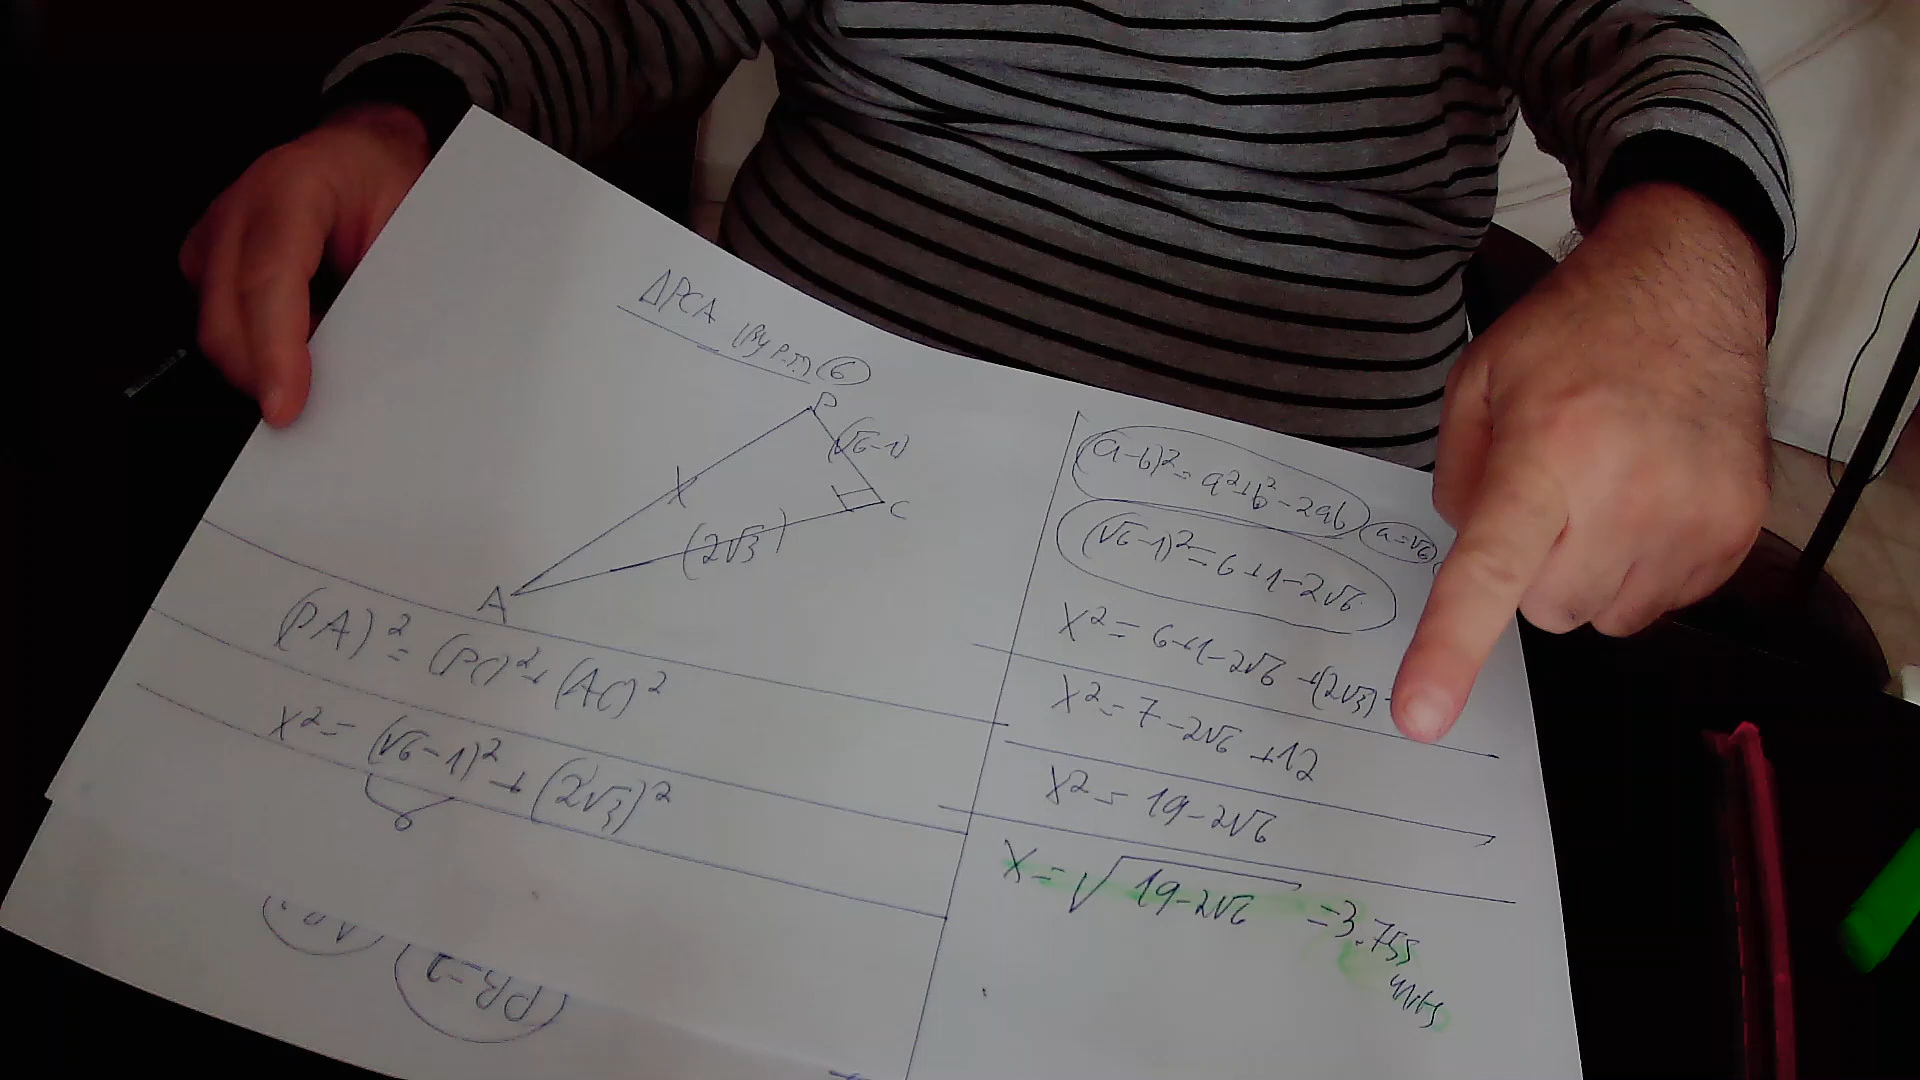 ΔPCA (By P.T) 6
P
(√6-1)
X
C
(2√3)
A
(PA)² = (PC)² + (AC)²
X² = (√6-1)² + (2√3)²
(PB=2)
(a-b)² = a²+b²-2ab a=√6
(√6-1)² = 6+1-2√6
X² = 6+1-2√6 +(2√3)
X² = 7-2√6 +12
X² = 19-2√6
X = √19-2√6 = 3.755
units